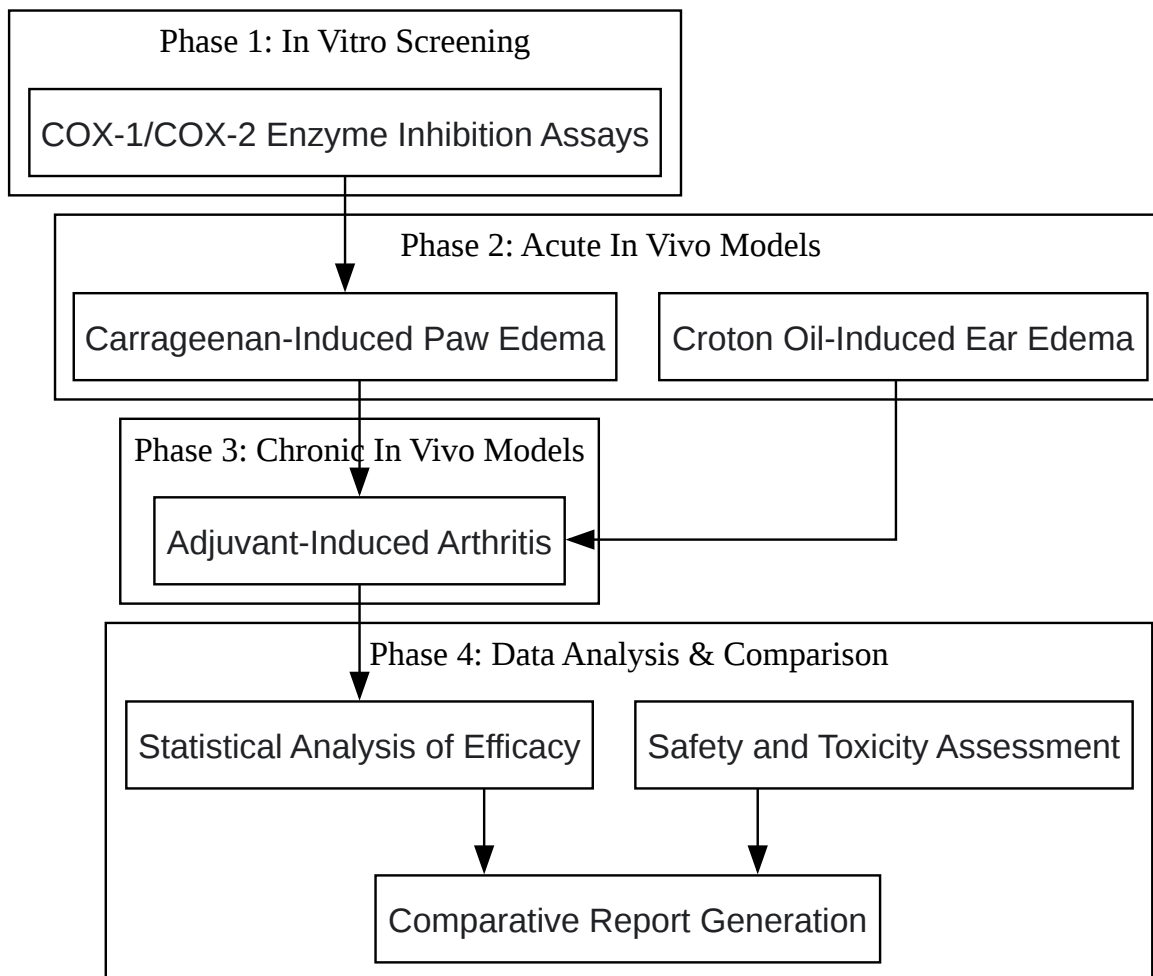 Phase 1: In Vitro Screening
COX-1/COX-2 Enzyme Inhibition Assays
Phase 2: Acute In Vivo Models
Carrageenan-Induced Paw Edema
Croton Oil-Induced Ear Edema
Phase 3: Chronic In Vivo Models
Adjuvant-Induced Arthritis
Phase 4: Data Analysis & Comparison
Statistical Analysis of Efficacy
Safety and Toxicity Assessment
Comparative Report Generation